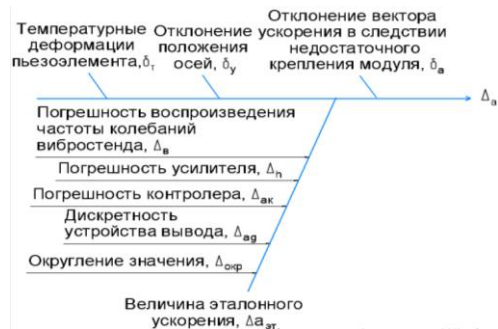 Температурные
деформации
пьезоэлемента,δт
Отклонение
положения
осей, δу
Отклонение вектора
ускорения в следствии
недостаточного
крепления модуля, δа
Δа
Погрешность воспроизведения
частоты колебаний
вибростенда, Δв
Погрешность усилителя, Δh
Погрешность контролера, Δак
Дискретность
устройства вывода, Δад
Округление значения, Δокр
Величина эталонного
ускорения, Δаэт.